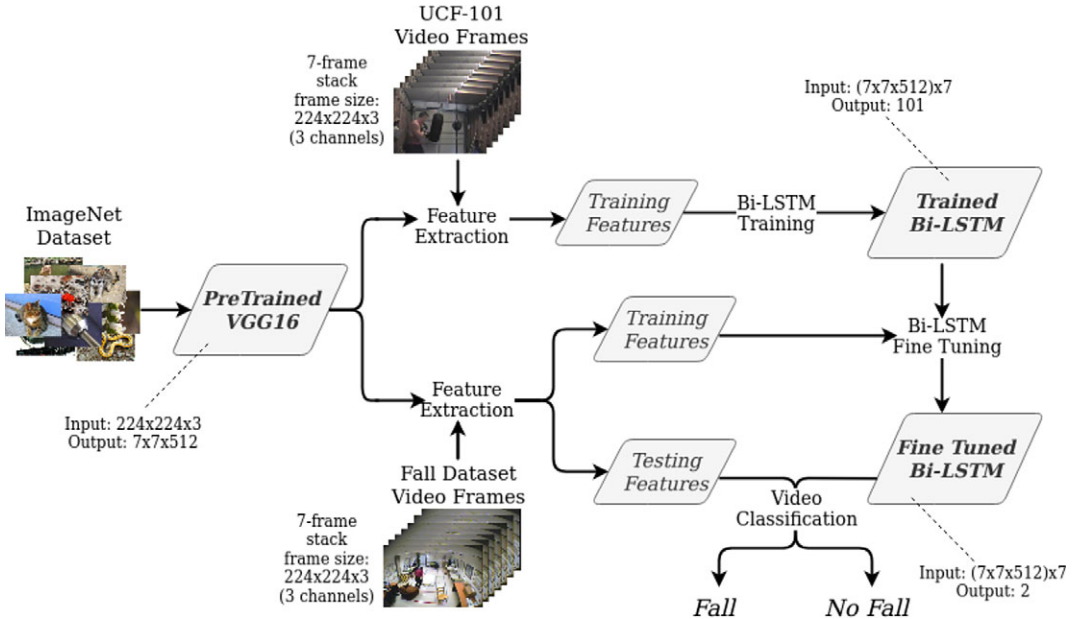 UCF-101
Video Frames
7-frame
stack
frame size:
224x224x3
(3 channels)
Input: (7x7x512)x7
Output: 101
ImageNet
Dataset
Feature
Extraction
Training
Features
Bi-LSTM
Training
Trained
Bi-LSTM
PreTrained
VGG16
Training
Features
Bi-LSTM
Fine Tuning
Input: 224x224x3
Output: 7x7x512
Feature
Extraction
Testing
Features
Fine Tuned
Bi-LSTM
Fall Dataset
Video Frames
Video
Classification
7-frame
stack
frame size:
224x224x3
(3 channels)
Input: (7x7x512)x7
Output: 2
Fall
No Fall